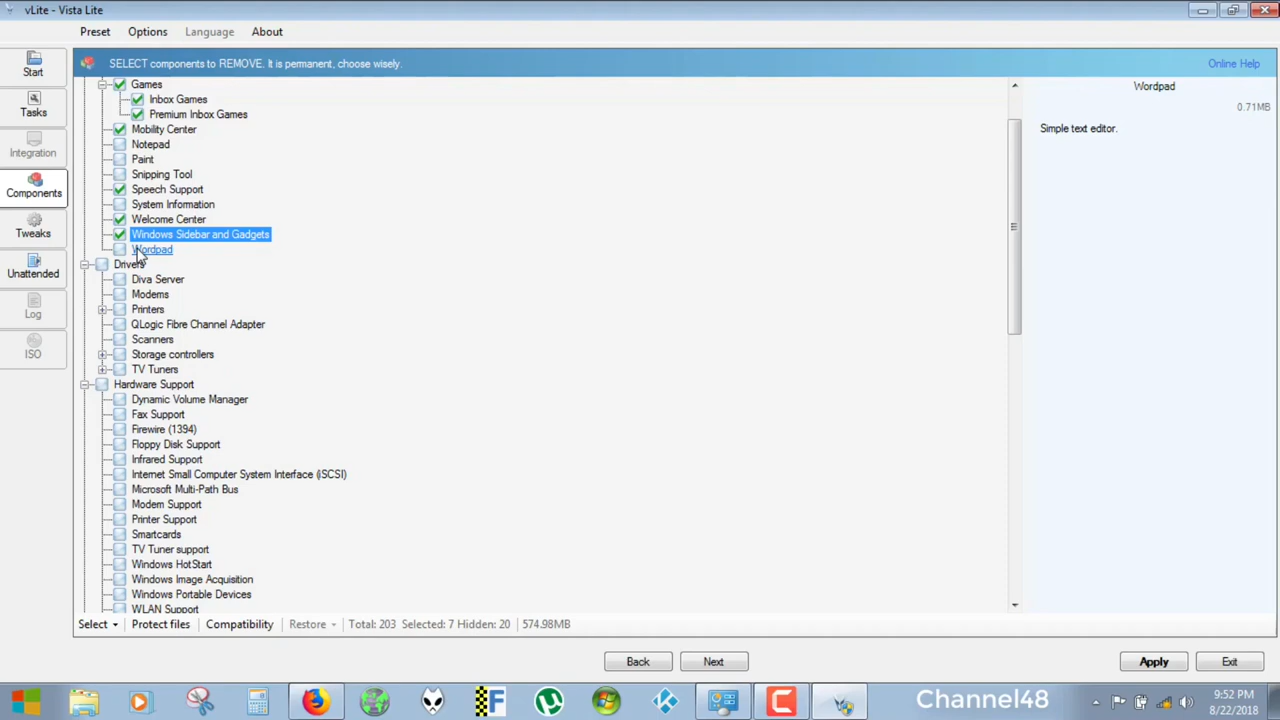 vLite - Vista Lite
Preset Options Language About
SELECT components to REMOVE. It is permanent, choose wisely. Online Help
Start
Tasks
Integration
Components
Tweaks
Unattended
Log
ISO
Games
Inbox Games
Premium Inbox Games
Mobility Center
Notepad
Paint
Snipping Tool
Speech Support
System Information
Welcome Center
Windows Sidebar and Gadgets
Wordpad
Drivers
Diva Server
Modems
Printers
QLogic Fibre Channel Adapter
Scanners
Storage controllers
TV Tuners
Hardware Support
Dynamic Volume Manager
Fax Support
Firewire (1394)
Floppy Disk Support
Infrared Support
Internet Small Computer System Interface (iSCSI)
Microsoft Multi-Path Bus
Modem Support
Printer Support
Smartcards
TV Tuner support
Windows HotStart
Windows Image Acquisition
Windows Portable Devices
WLAN Support
Wordpad
0.71MB
Simple text editor.
Select Protect files Compatibility Restore Total: 203 Selected: 7 Hidden: 20 574.98MB
Back Next Apply Exit
Channel48
9:52 PM
8/22/2018